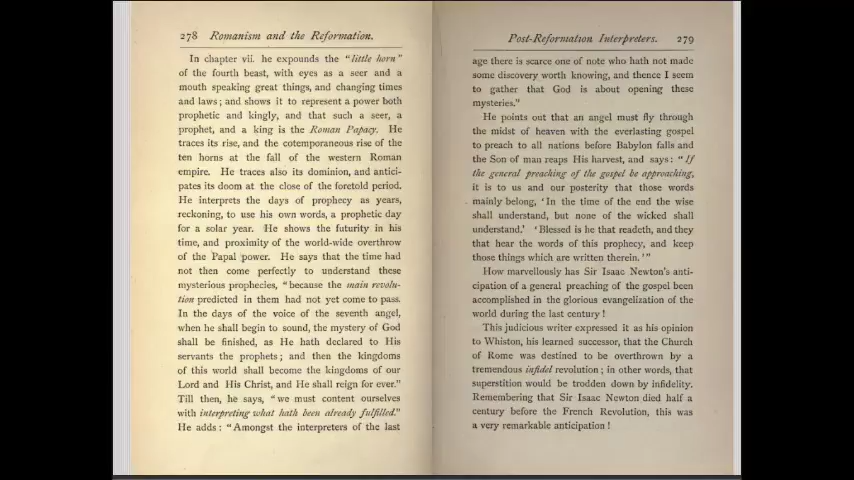 278 Romanism and the Reformation.
In chapter vii. he expounds the "little horn"
of the fourth beast, with eyes as a seer and a
mouth speaking great things, and changing times
and laws; and shows it to represent a power both
prophetic and kingly, and that such a seer, a
prophet, and a king is the Roman Papacy. He
traces its rise, and the cotemporaneous rise of the
ten horns at the fall of the western Roman
empire. He traces also its dominion, and antici-
pates its doom at the close of the foretold period.
He interprets the days of prophecy as years,
reckoning, to use his own words, a prophetic day
for a solar year. He shows the futurity in his
time, and proximity of the world-wide overthrow
of the Papal power. He says that the time had
not then come perfectly to understand these
mysterious prophecies, "because the main revolu-
tion predicted in them had not yet come to pass.
In the days of the voice of the seventh angel,
when he shall begin to sound, the mystery of God
shall be finished, as He hath declared to His
servants the prophets; and then the kingdoms
of this world shall become the kingdoms of our
Lord and His Christ, and He shall reign for ever."
Till then, he says, "we must content ourselves
with interpreting what hath been already fulfilled."
He adds: "Amongst the interpreters of the last
Post-Reformation Interpreters. 279
age there is scarce one of note who hath not made
some discovery worth knowing, and thence I seem
to gather that God is about opening these
mysteries."
He points out that an angel must fly through
the midst of heaven with the everlasting gospel
to preach to all nations before Babylon falls and
the Son of man reaps His harvest, and says: "If
the general preaching of the gospel be approaching,
it is to us and our posterity that those words
mainly belong, 'In the time of the end the wise
shall understand, but none of the wicked shall
understand.' 'Blessed is he that readeth, and they
that hear the words of this prophecy, and keep
those things which are written therein.'"
How marvellously has Sir Isaac Newton's anti-
cipation of a general preaching of the gospel been
accomplished in the glorious evangelization of the
world during the last century!
This judicious writer expressed it as his opinion
to Whiston, his learned successor, that the Church
of Rome was destined to be overthrown by a
tremendous infidel revolution; in other words, that
superstition would be trodden down by infidelity.
Remembering that Sir Isaac Newton died half a
century before the French Revolution, this was
a very remarkable anticipation!